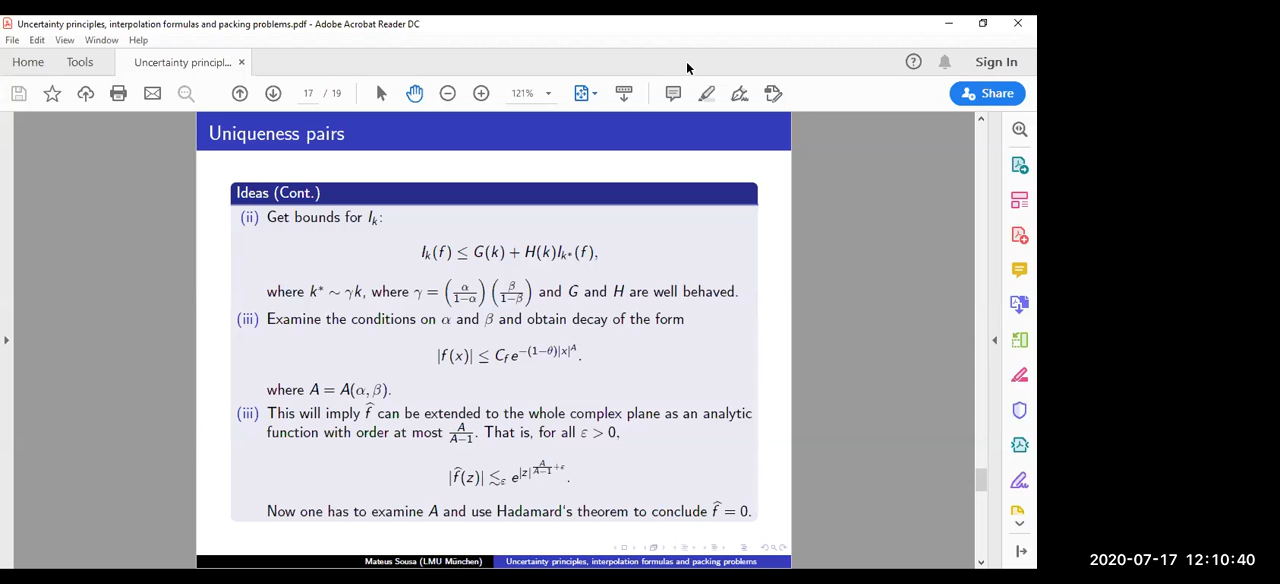 Uncertainty principles, interpolation formulas and packing problems.pdf - Adobe Acrobat Reader DC
File Edit View Window Help
Home Tools Uncertainty principl... × Sign In
17 / 19 121% Share
Uniqueness pairs
Ideas (Cont.)
(ii) Get bounds for I_k:
I_k(f) ≤ G(k) + H(k)I_{k*}(f),
where k* ∼ γk, where γ = (α/(1−α)) (β/(1−β)) and G and H are well behaved.
(iii) Examine the conditions on α and β and obtain decay of the form
|f(x)| ≤ C_f e^{−(1−θ)|x|^A}.
where A = A(α, β).
(iii) This will imply f̂ can be extended to the whole complex plane as an analytic
function with order at most A/(A−1). That is, for all ε > 0,
|f̂(z)| ≲_ε e^{|z|^{A/(A−1)+ε}}.
Now one has to examine A and use Hadamard's theorem to conclude f̂ = 0.
Mateus Sousa (LMU München) Uncertainty principles, interpolation formulas and packing problems
2020-07-17 12:10:40